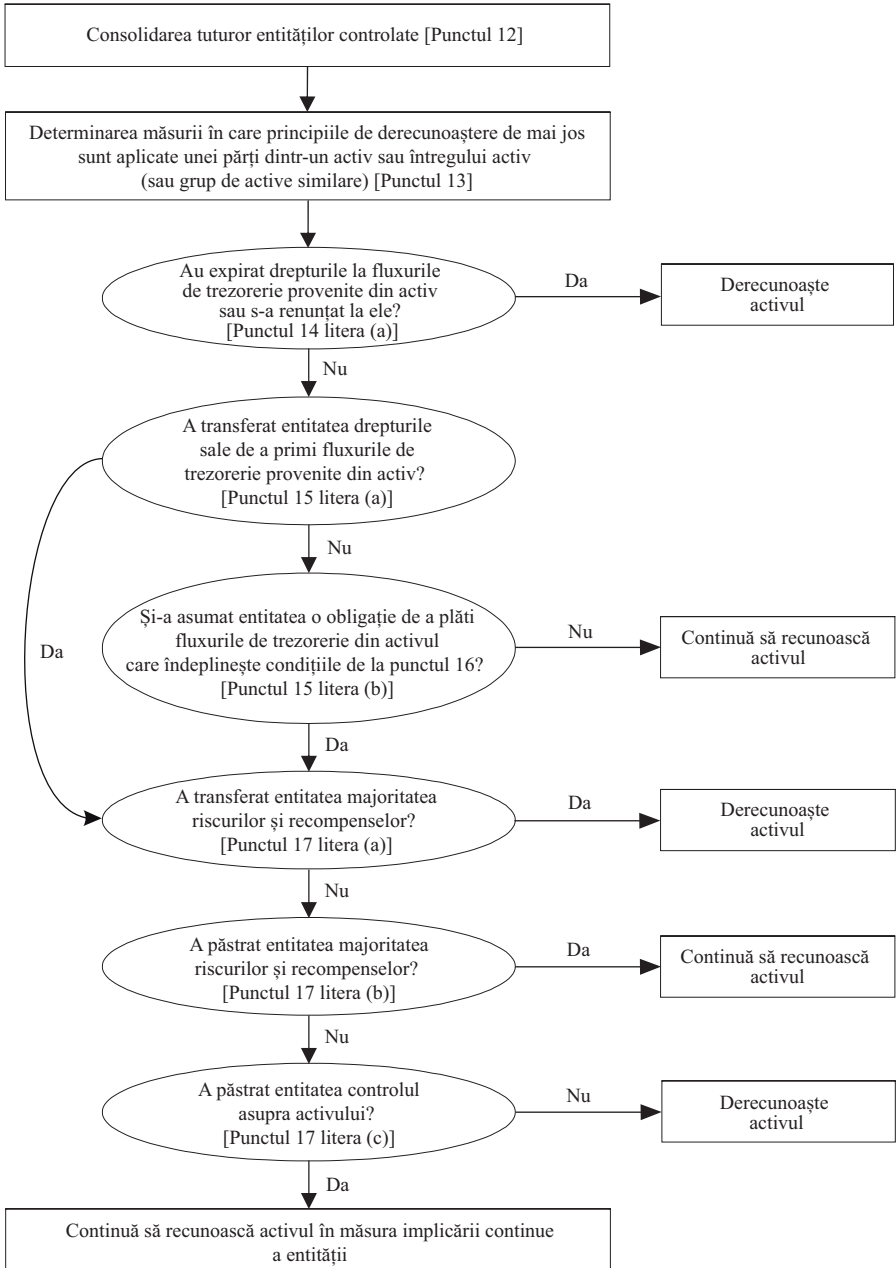 Consolidarea tuturor entităților controlate [Punctul 12]
Determinarea măsurii în care principiile de derecunoaștere de mai jos
sunt aplicate unei părți dintr-un activ sau întregului activ
(sau grup de active similare) [Punctul 13]
Au expirat drepturile la fluxurile
de trezorerie provenite din activ
sau s-a renunțat la ele?
[Punctul 14 litera (a)]
Da
Derecunoaște
activul
Nu
A transferat entitatea drepturile
sale de a primi fluxurile de
trezorerie provenite din activ?
[Punctul 15 litera (a)]
Nu
Da
Și-a asumat entitatea o obligație de a plăti
fluxurile de trezorerie din activul
care îndeplinește condițiile de la punctul 16?
[Punctul 15 litera (b)]
Nu
Continuă să recunoască
activul
Da
A transferat entitatea majoritatea
riscurilor și recompenselor?
[Punctul 17 litera (a)]
Da
Derecunoaște
activul
Nu
A păstrat entitatea majoritatea
riscurilor și recompenselor?
[Punctul 17 litera (b)]
Da
Continuă să recunoască
activul
Nu
A păstrat entitatea controlul
asupra activului?
[Punctul 17 litera (c)]
Nu
Derecunoaște
activul
Da
Continuă să recunoască activul în măsura implicării continue
a entității